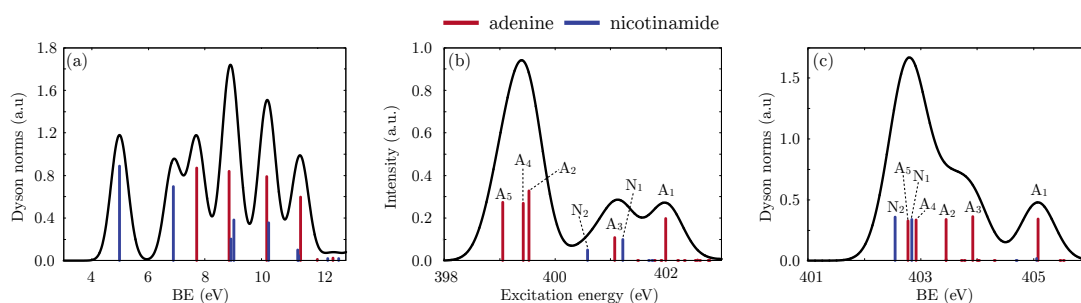 adenine nicotinamide
(a)
Dyson norms (a.u)
1.8
1.4
1.0
0.8
0.4
0.0
4 6 8 10 12
BE (eV)
(b)
Intensity (a.u.)
1.0
0.8
0.6
0.4
0.2
0.0
398 400 402
Excitation energy (eV)
A5
A4
A2
N2
N1
A3
A1
(c)
Dyson norms (a.u)
1.5
1.0
0.5
0.0
401 403 405
BE (eV)
N2
A5
N1
A4
A2
A3
A1